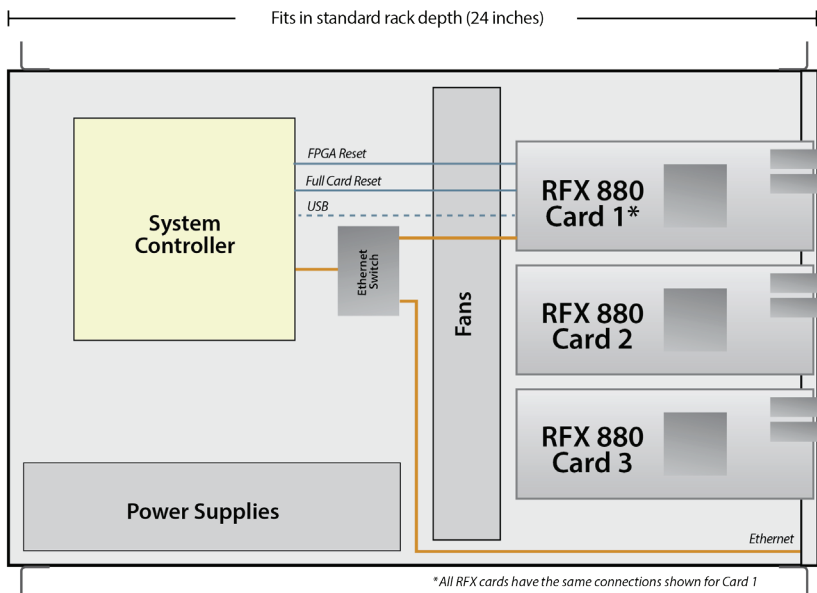 Fits in standard rack depth (24 inches)
FPGA Reset
Full Card Reset
USB
System
Controller
Ethernet
Switch
Fans
RFX 880
Card 1*
RFX 880
Card 2
RFX 880
Card 3
Power Supplies
Ethernet
*All RFX cards have the same connections shown for Card 1